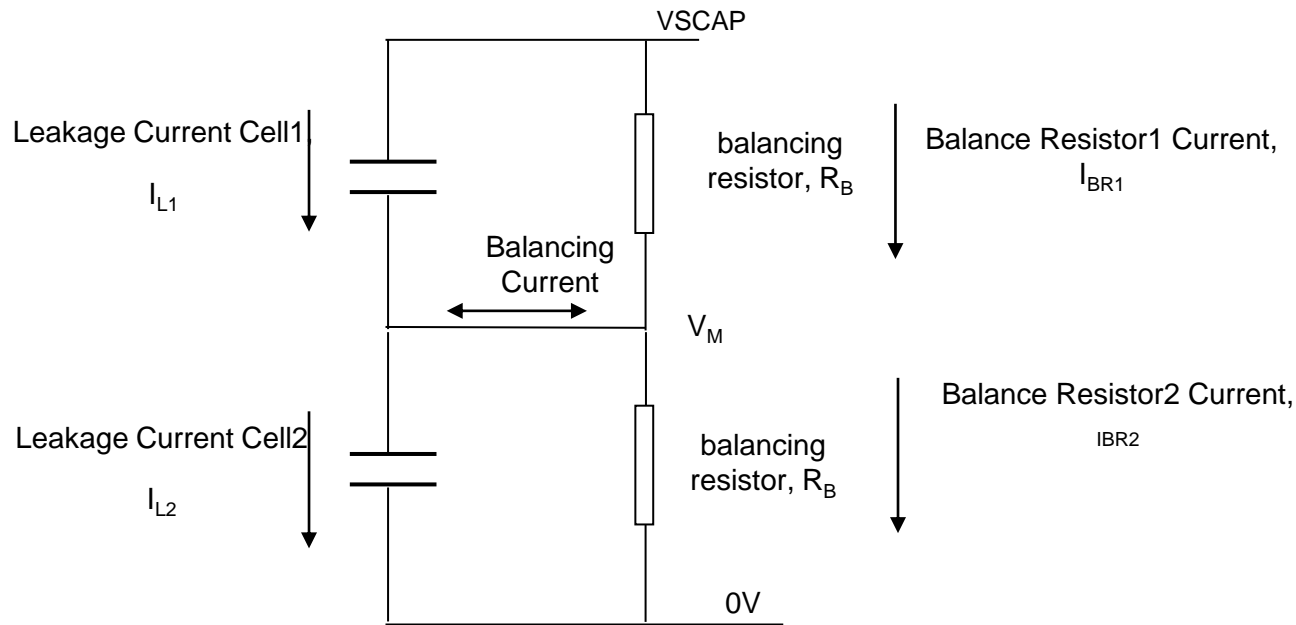 VSCAP
Leakage Current Cell1,
I_L1
balancing
resistor, R_B
Balance Resistor1 Current,
I_BR1
Balancing
Current
V_M
Leakage Current Cell2
I_L2
balancing
resistor, R_B
Balance Resistor2 Current,
IBR2
0V